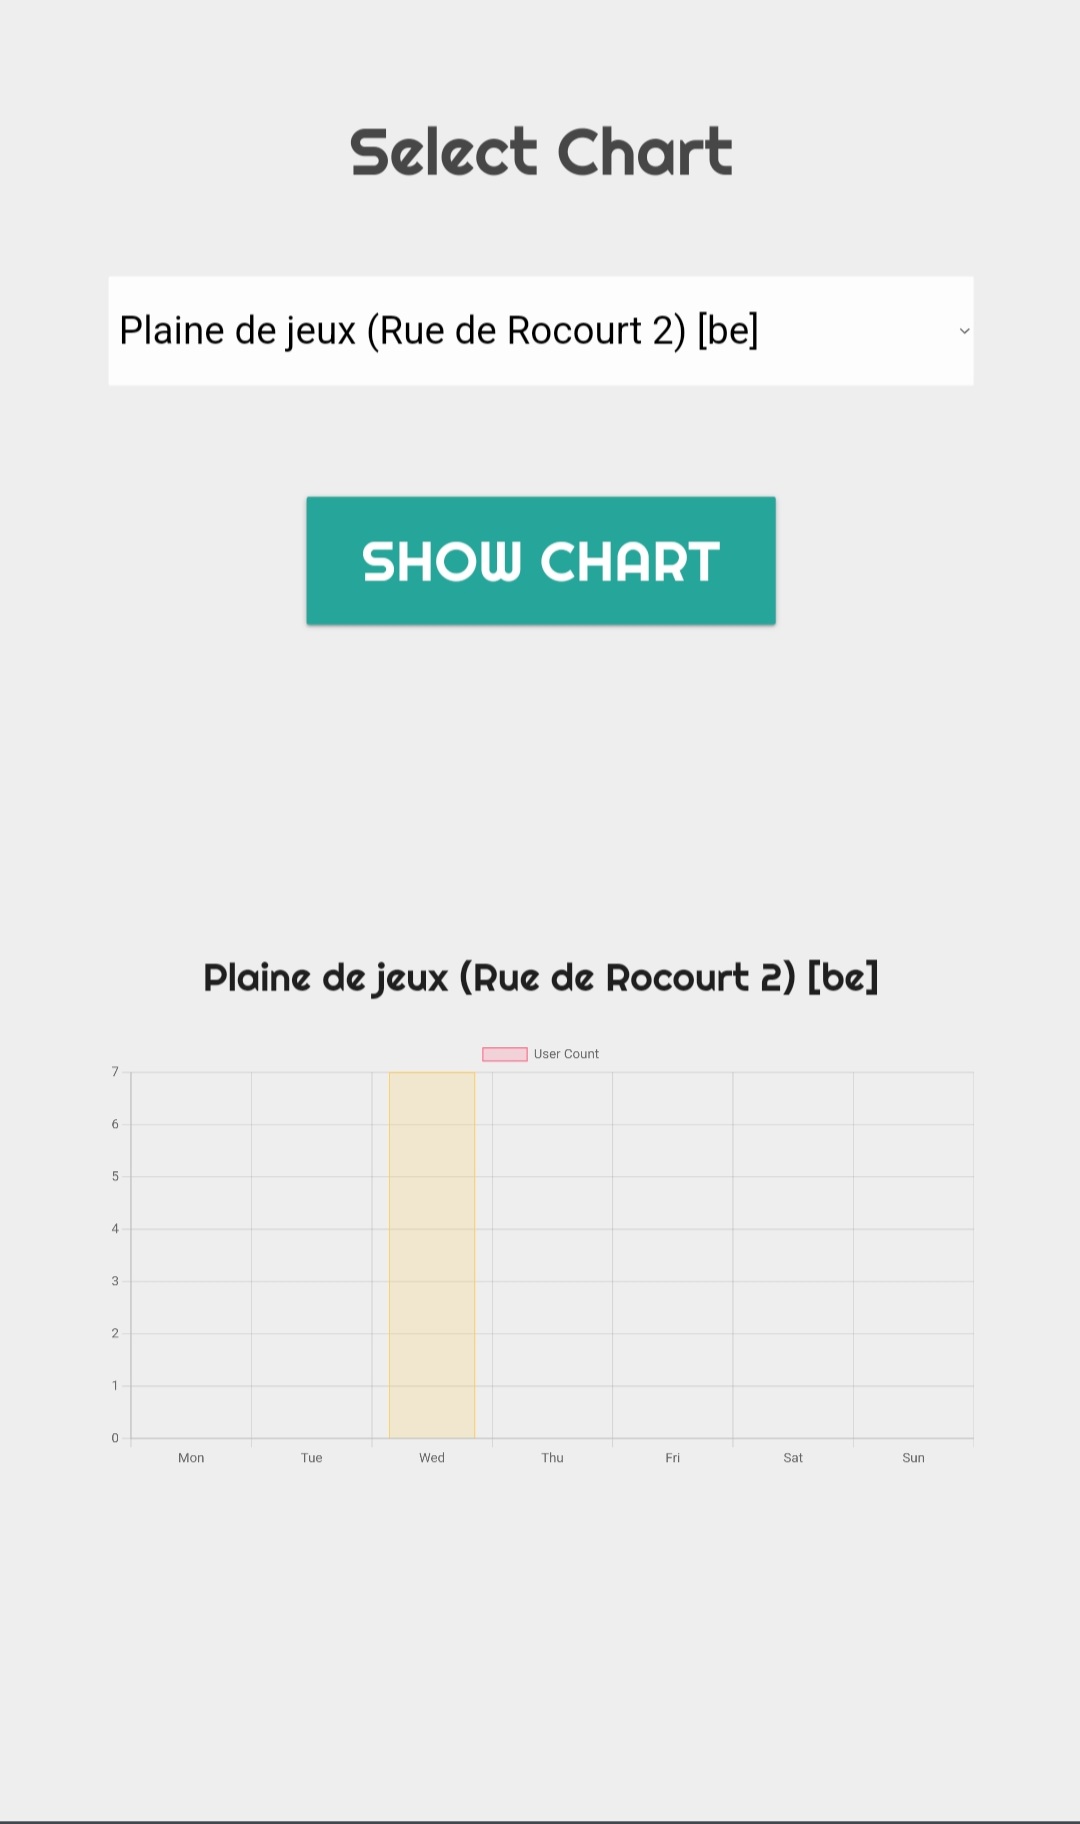 Select Chart
Plaine de jeux (Rue de Rocourt 2) [be]
SHOW CHART
Plaine de jeux (Rue de Rocourt 2) [be]
User Count
7
6
5
4
3
2
1
0
Mon Tue Wed Thu Fri Sat Sun